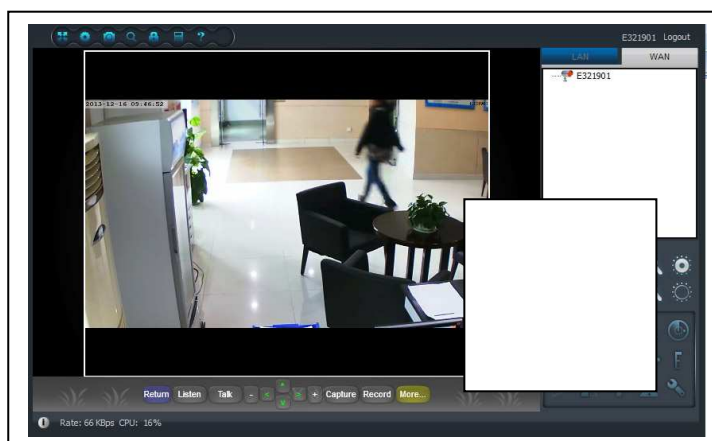 E321901 Logout
LAN WAN
E321901
2013-12-16 09:46:52
Return Listen Talk - < > + Capture Record More...
F
Rate: 66 KBps CPU: 16%